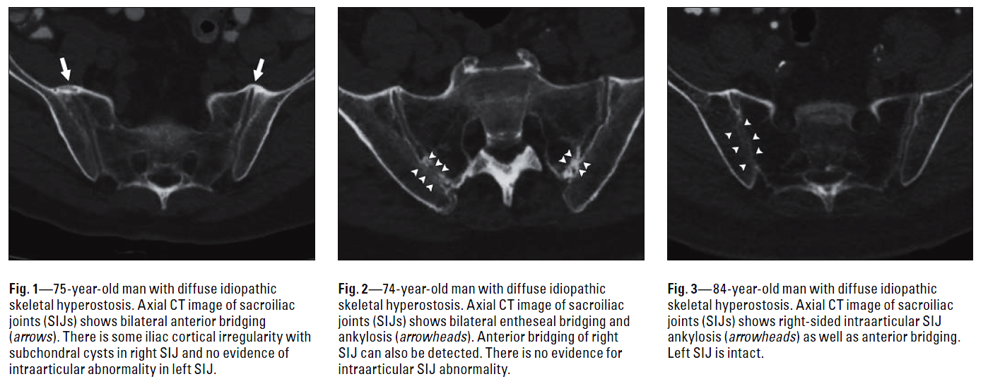 Fig. 1—75-year-old man with diffuse idiopathic
skeletal hyperostosis. Axial CT image of sacroiliac
joints (SIJs) shows bilateral anterior bridging
(arrows). There is some iliac cortical irregularity with
subchondral cysts in right SIJ and no evidence of
intraarticular abnormality in left SIJ.
Fig. 2—74-year-old man with diffuse idiopathic
skeletal hyperostosis. Axial CT image of sacroiliac
joints (SIJs) shows bilateral entheseal bridging and
ankylosis (arrowheads). Anterior bridging of right
SIJ can also be detected. There is no evidence for
intraarticular SIJ abnormality.
Fig. 3—84-year-old man with diffuse idiopathic
skeletal hyperostosis. Axial CT image of sacroiliac
joints (SIJs) shows right-sided intraarticular SIJ
ankylosis (arrowheads) as well as anterior bridging.
Left SIJ is intact.